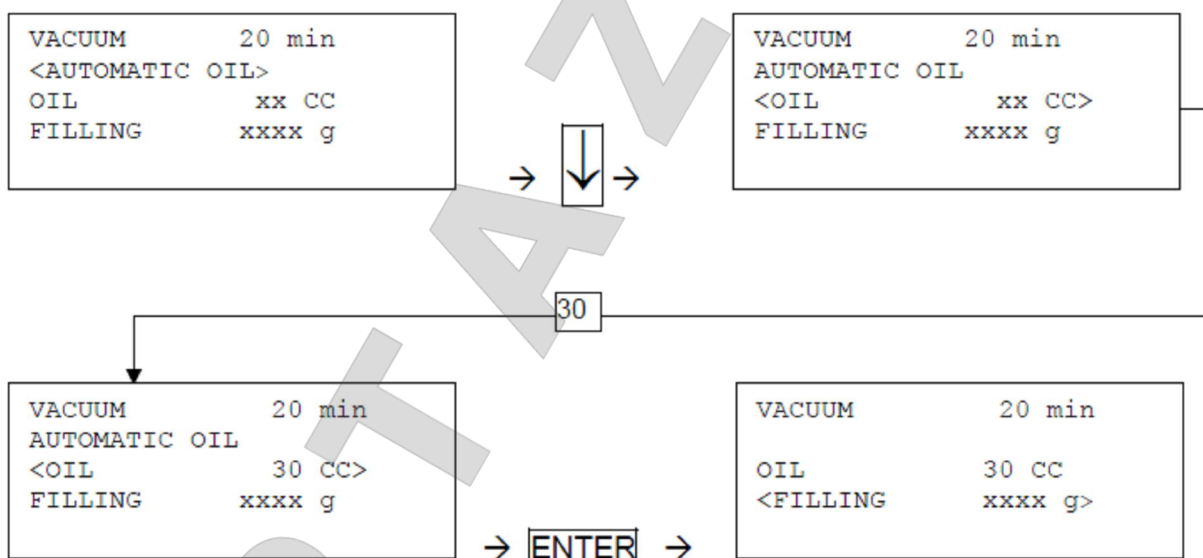 VACUUM 20 min
<AUTOMATIC OIL>
OIL xx CC
FILLING xxxx g
→ ↓ →
VACUUM 20 min
AUTOMATIC OIL
<OIL xx CC>
FILLING xxxx g
30
VACUUM 20 min
AUTOMATIC OIL
<OIL 30 CC>
FILLING xxxx g
→ ENTER →
VACUUM 20 min
OIL 30 CC
<FILLING xxxx g>
T A Z